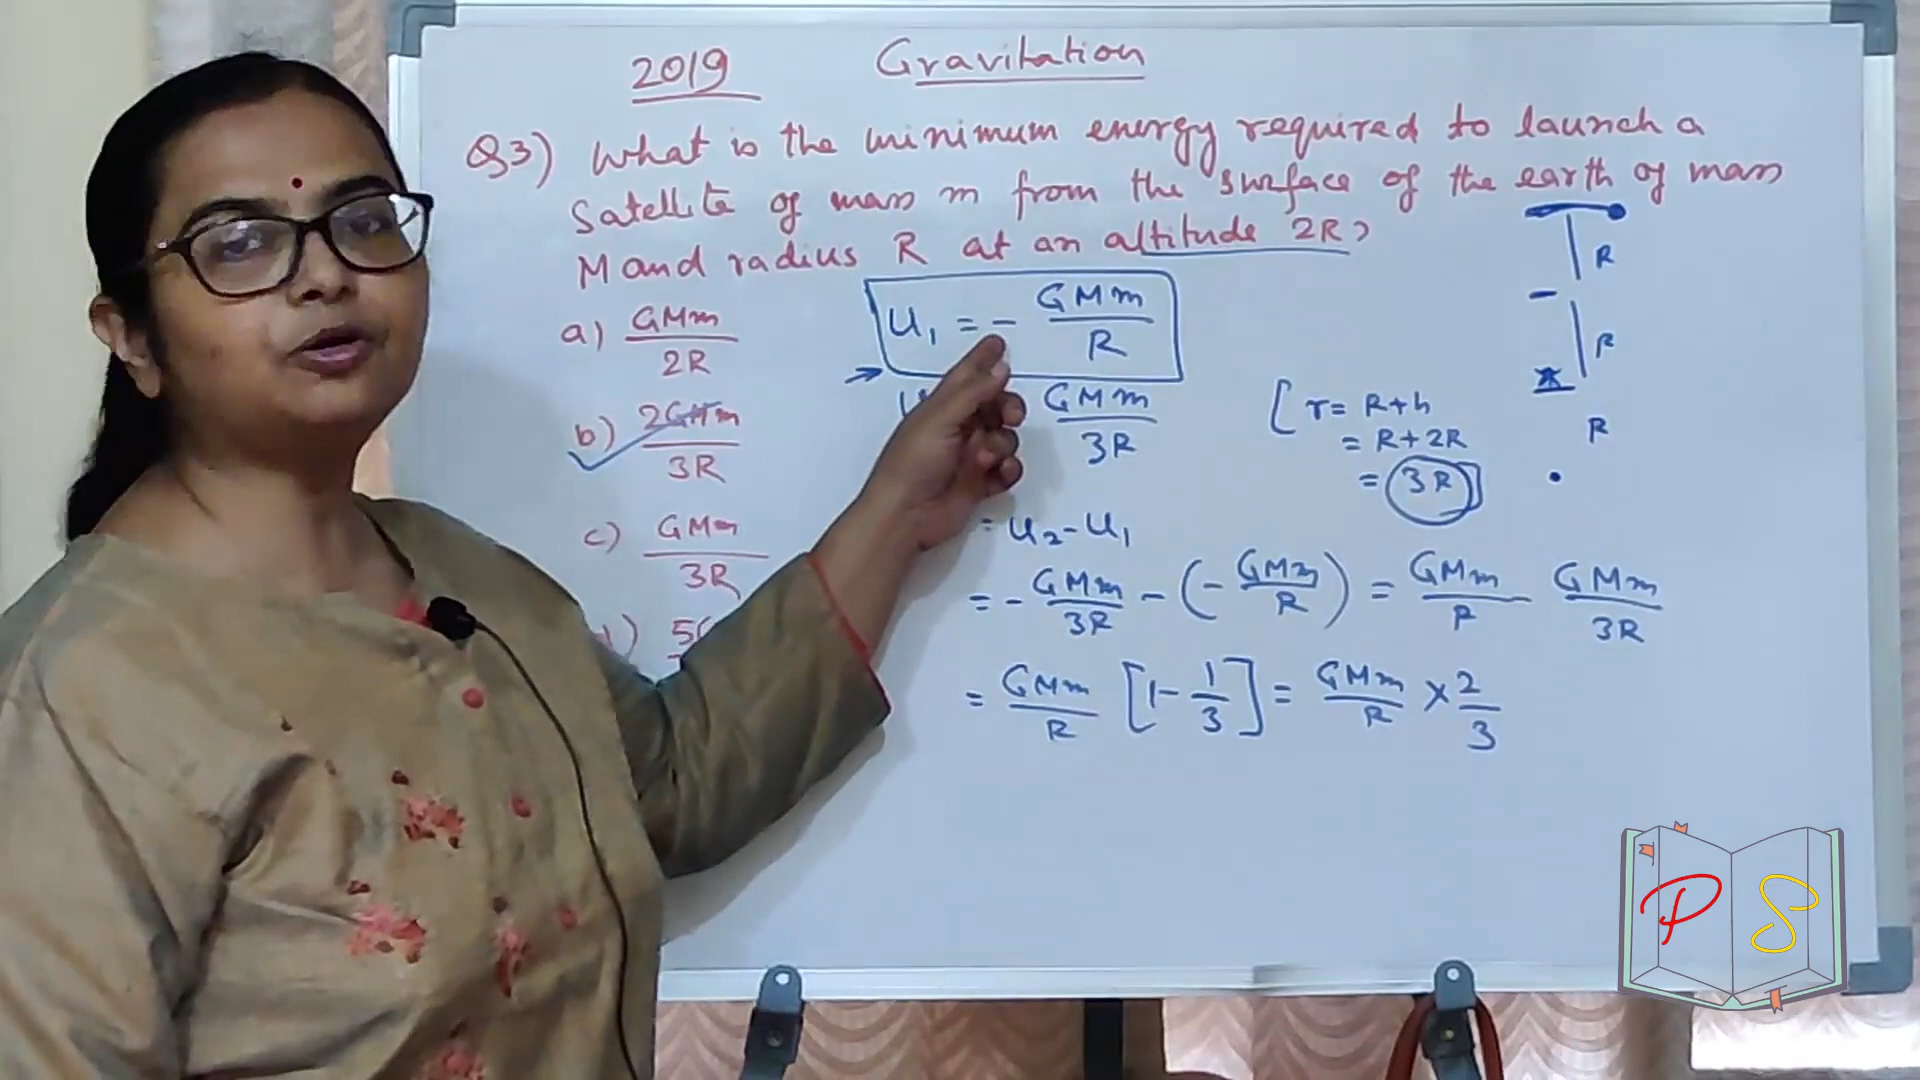 2019 Gravitation
Q3) What is the minimum energy required to launch a
Satellite of mass m from the surface of the earth of mass
M and radius R at an altitude 2R?
a) GMm / 2R
b) 2GMm / 3R
c) GMm / 3R
d) 5G
U₁ = - GMm / R
U GMm / 3R
= U₂ - U₁
= - GMm / 3R - (- GMm / R) = GMm / R GMm / 3R
= GMm / R [1 - 1/3] = GMm / R × 2/3
[r = R+h
= R+2R
= 3R]
R
R
R
PS